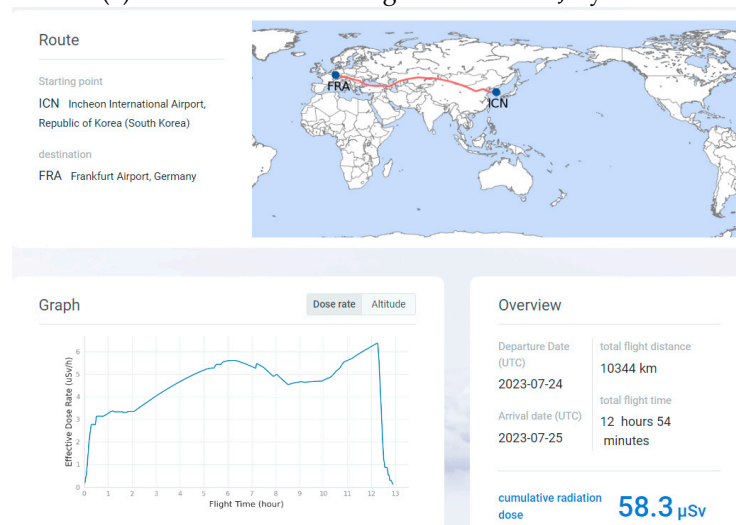 Route
Starting point
ICN Incheon International Airport,
Republic of Korea (South Korea)
destination
FRA Frankfurt Airport, Germany
FRA
ICN
Graph
Dose rate
Altitude
Effective Dose Rate (uSv/h)
6
5
4
3
2
1
0
0 1 2 3 4 5 6 7 8 9 10 11 12 13
Flight Time (hour)
Overview
Departure Date
(UTC)
2023-07-24
Arrival date (UTC)
2023-07-25
total flight distance
10344 km
total flight time
12 hours 54
minutes
cumulative radiation
dose
58.3 μSv